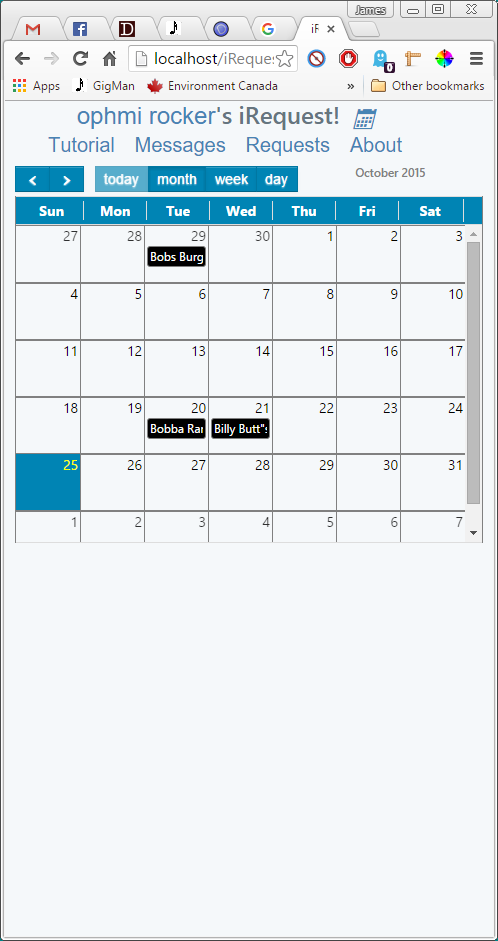 James
iF
localhost/iReques
Apps GigMan Environment Canada » Other bookmarks
0
ophmi rocker's iRequest!
Tutorial Messages Requests About
today month week day October 2015
Sun Mon Tue Wed Thu Fri Sat
27 28 29 30 1 2 3
Bobs Burg
4 5 6 7 8 9 10
11 12 13 14 15 16 17
18 19 20 21 22 23 24
Bobba Ran Billy Butt"s
25 26 27 28 29 30 31
1 2 3 4 5 6 7